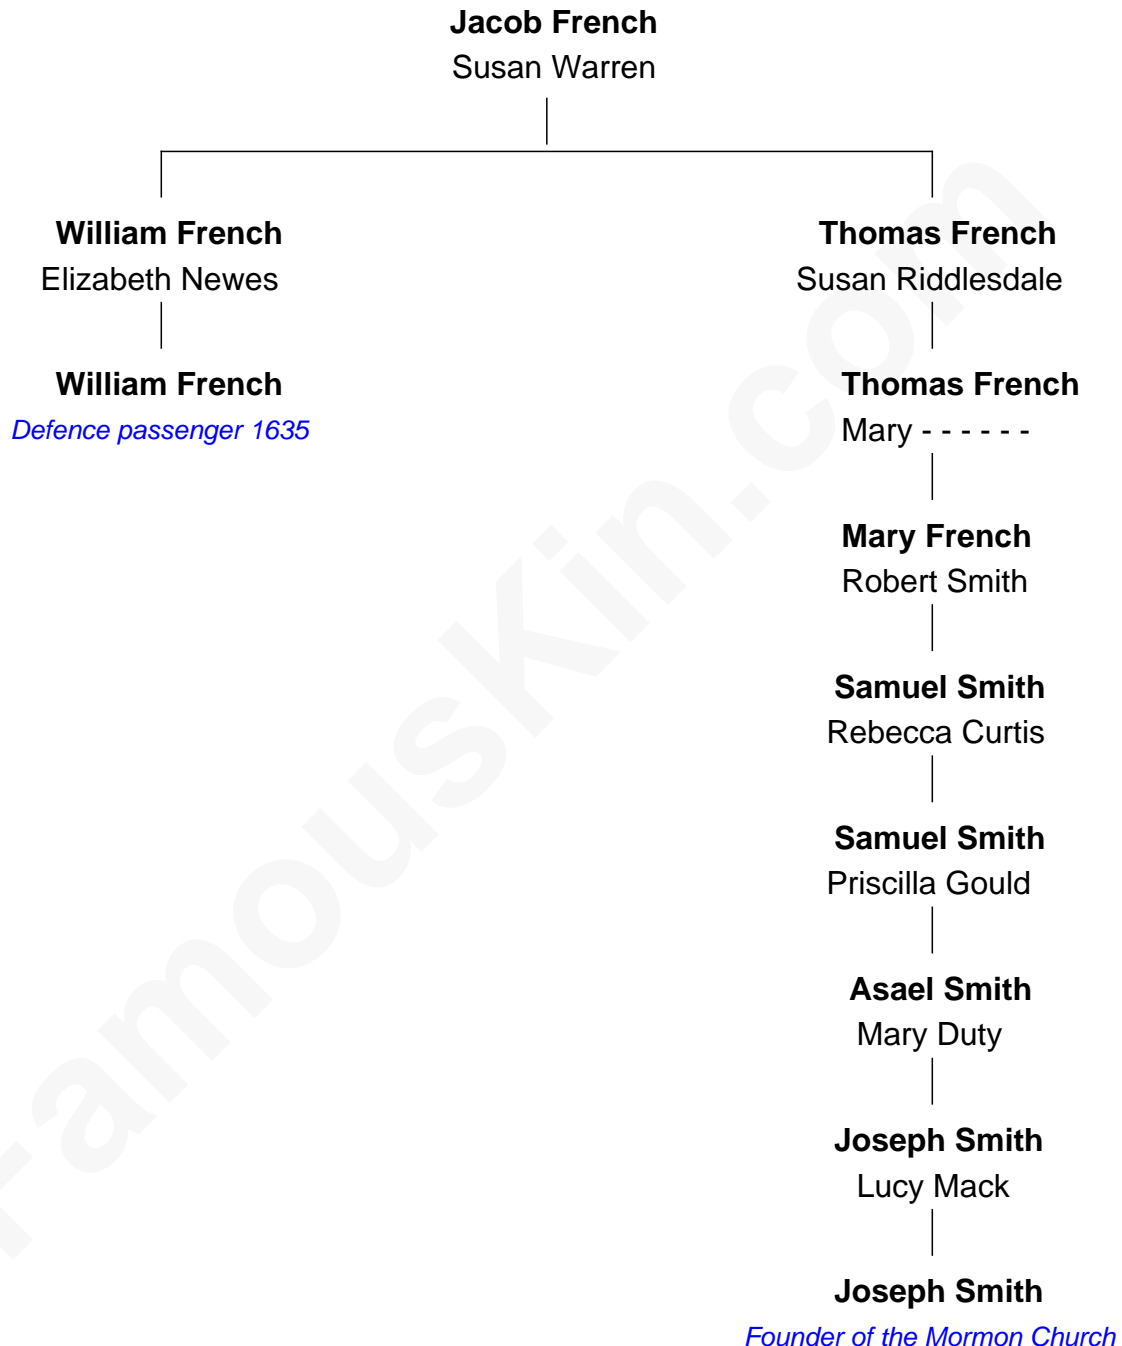 Jacob French
Susan Warren
William French
Elizabeth Newes
William French
Defence passenger 1635
Thomas French
Susan Riddlesdale
Thomas French
Mary - - - - - -
Mary French
Robert Smith
Samuel Smith
Rebecca Curtis
Samuel Smith
Priscilla Gould
Asael Smith
Mary Duty
Joseph Smith
Lucy Mack
Joseph Smith
Founder of the Mormon Church
FamousKin.com